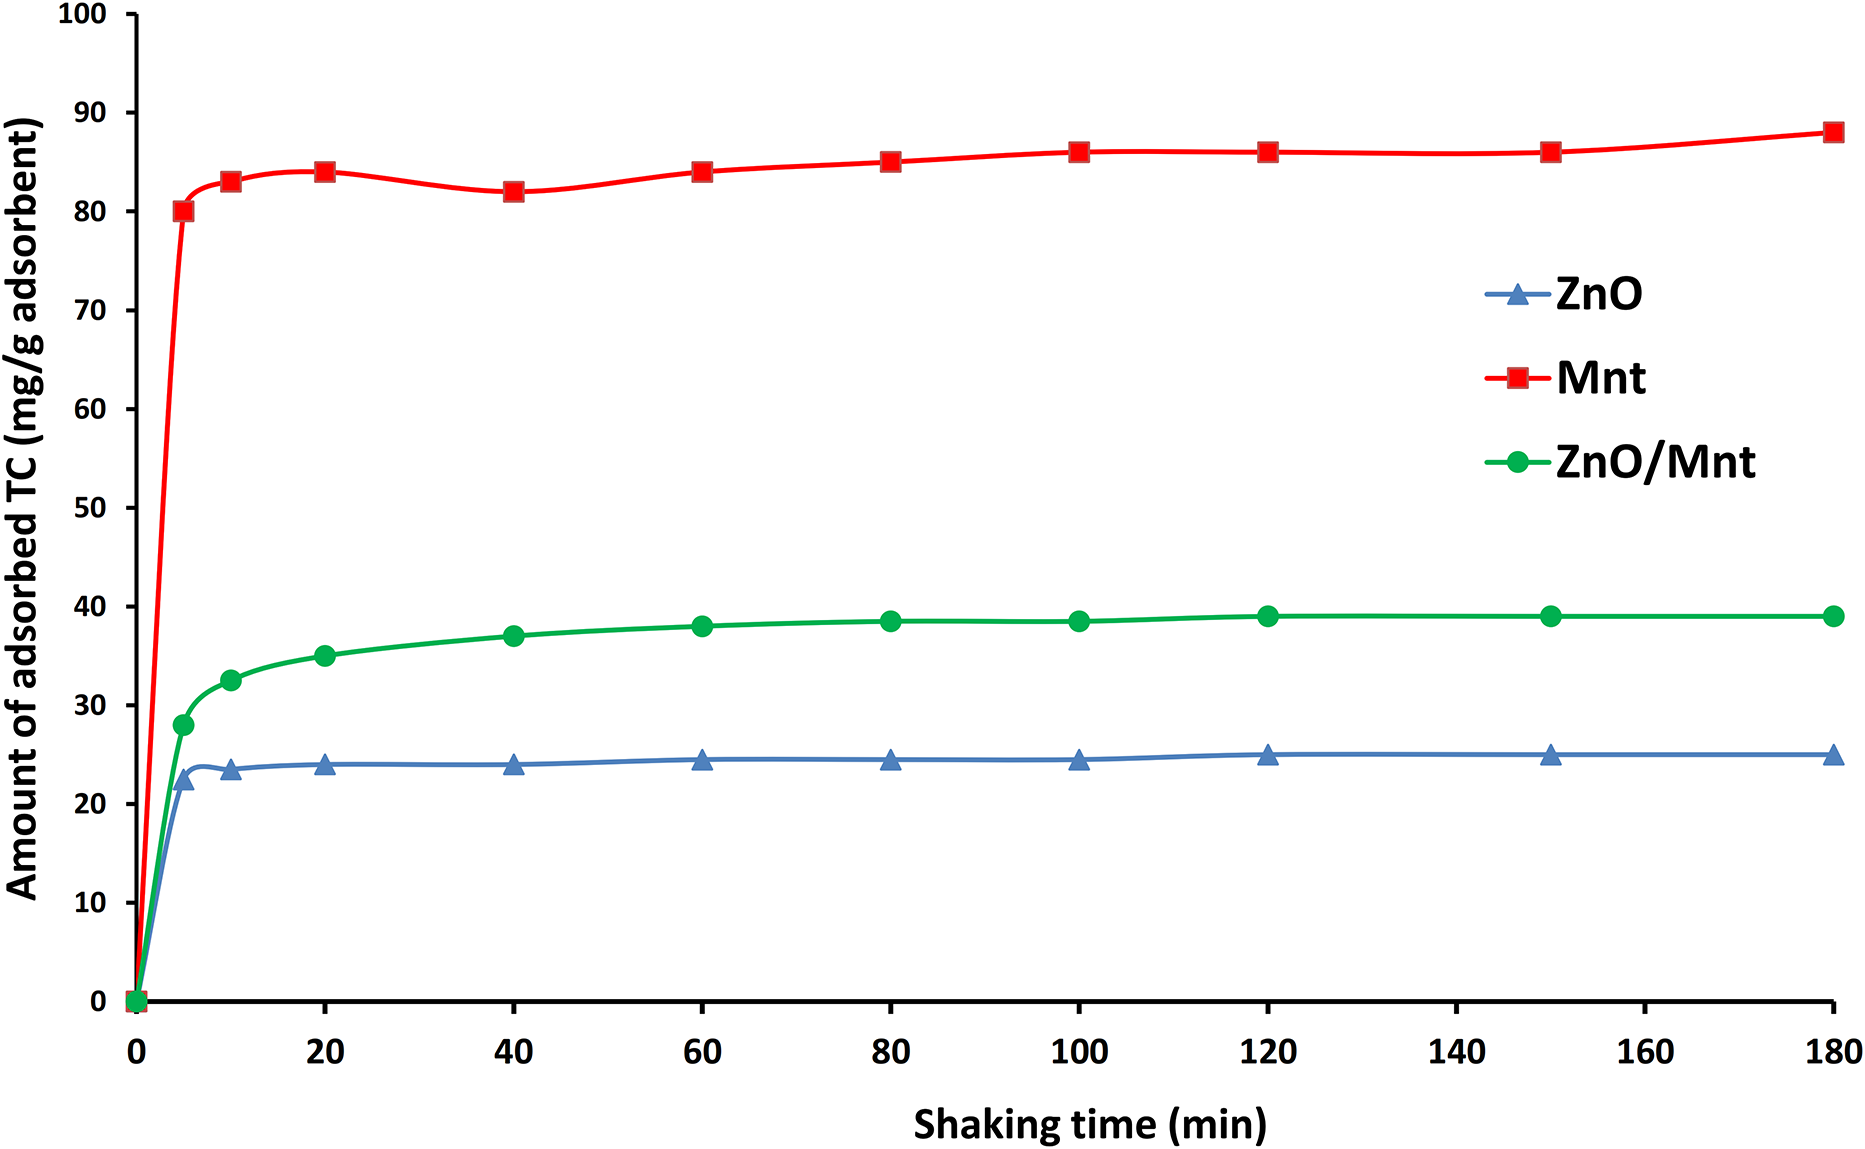 Amount of adsorbed TC (mg/g adsorbent)
100
90
80
70
60
50
40
30
20
10
0
ZnO
Mnt
ZnO/Mnt
0 20 40 60 80 100 120 140 160 180
Shaking time (min)